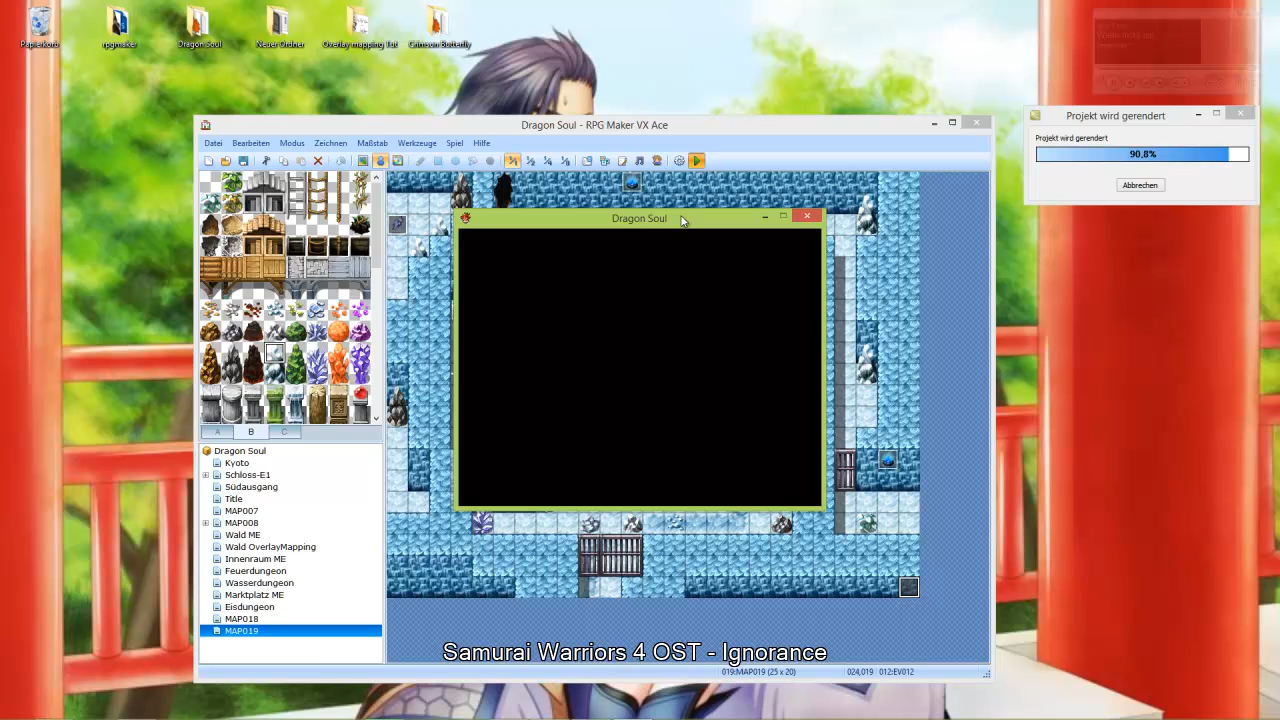 Papierkorb
rpgmaker
Dragon Soul
Neuer Ordner
Overlay mapping Tut
Crimson Butterfly
Dragon Soul - RPG Maker VX Ace
Datei Bearbeiten Modus Zeichnen Maßstab Werkzeuge Spiel Hilfe
Projekt wird gerendert
Projekt wird gerendert
90,8%
Abbrechen
Dragon Soul
A B C
Dragon Soul
Kyoto
Schloss-E1
Südausgang
Title
MAP007
MAP008
Wald ME
Wald OverlayMapping
Innenraum ME
Feuerdungeon
Wasserdungeon
Marktplatz ME
Eisdungeon
MAP018
MAP019
Samurai Warriors 4 OST - Ignorance
019:MAP019 (25 x 20) 024,019 012:EV012